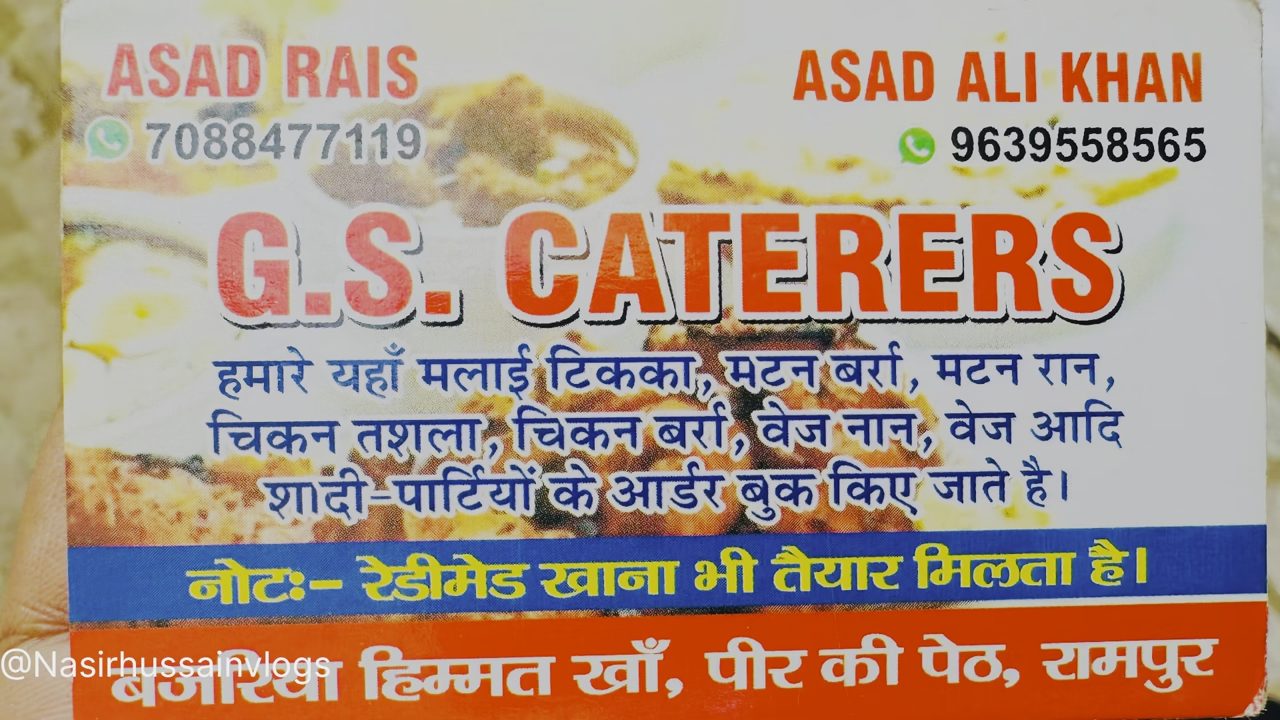 ASAD RAIS
7088477119
ASAD ALI KHAN
9639558565
G.S. CATERERS
हमारे यहाँ मलाई टिकका, मटन बर्रा, मटन रान,
चिकन तशला, चिकन बर्रा, वेज नान, वेज आदि
शादी-पार्टियों के आर्डर बुक किए जाते है।
नोटः- रेडीमेड खाना भी तैयार मिलता है।
@Nasirhussainvlogs
बजरिया हिम्मत खाँ, पीर की पेठ, रामपुर